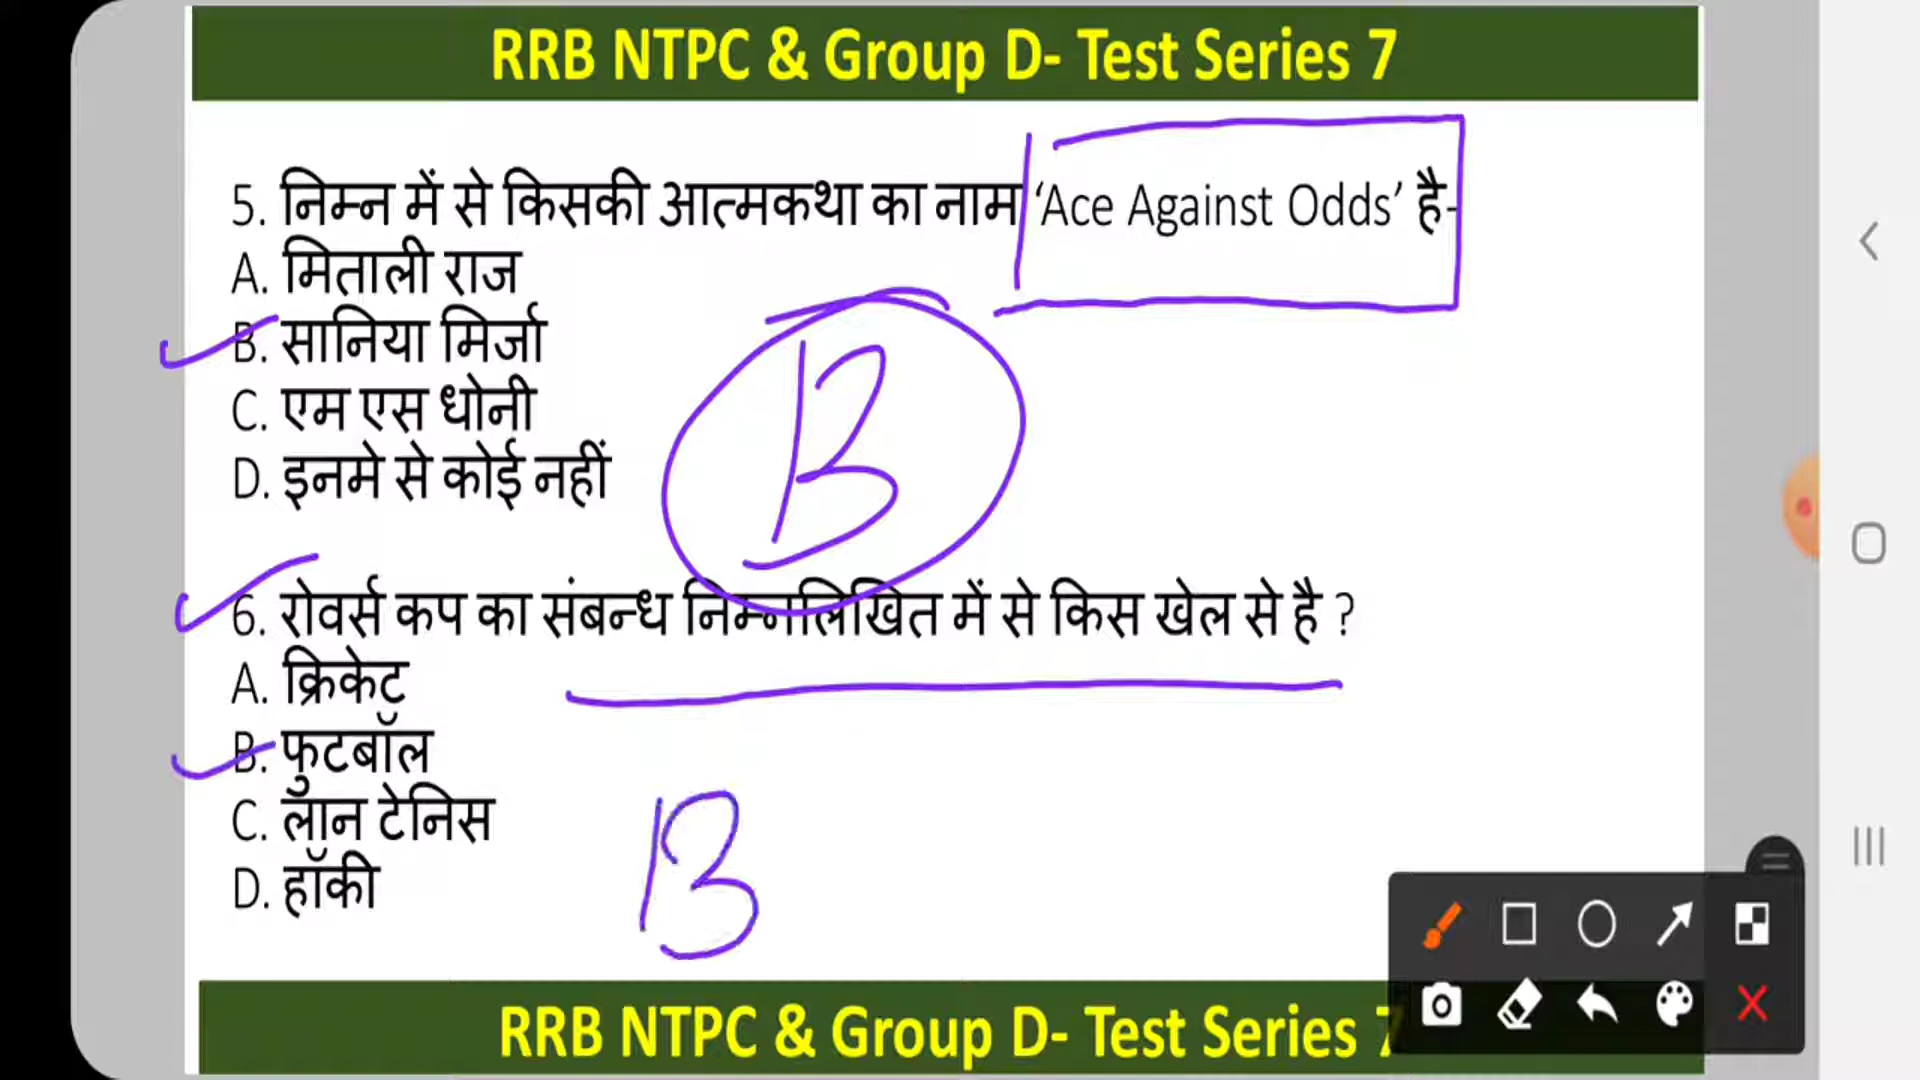 RRB NTPC & Group D- Test Series 7
5. निम्न में से किसकी आत्मकथा का नाम ‘Ace Against Odds’ है-
A. मिताली राज
B. सानिया मिर्जा
C. एम एस धोनी
D. इनमे से कोई नहीं
B
6. रोवर्स कप का संबन्ध निम्नलिखित में से किस खेल से है ?
A. क्रिकेट
B. फुटबॉल
C. लॉन टेनिस
D. हॉकी
B
RRB NTPC & Group D- Test Series 7